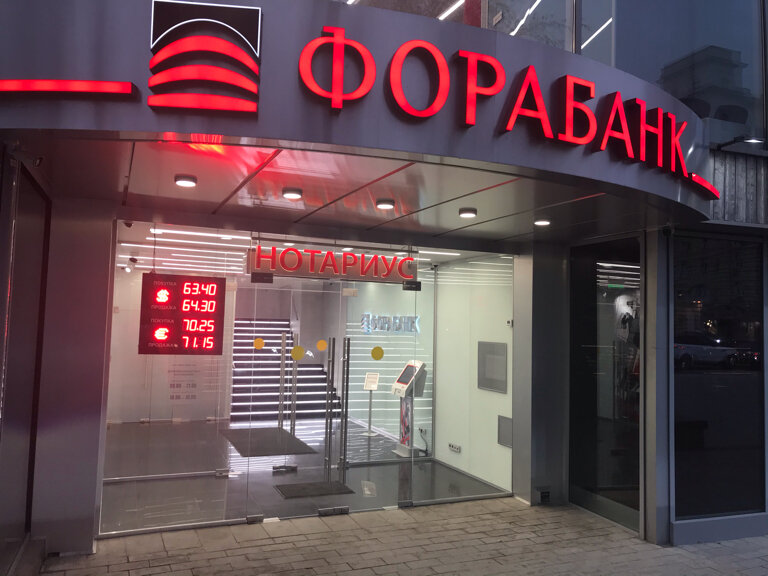 ФОРАБАНК
НОТАРИУС
ПОКУПКА 63.40
$
ПРОДАЖА 64.30
ПОКУПКА 70.25
€
ПРОДАЖА 71.15